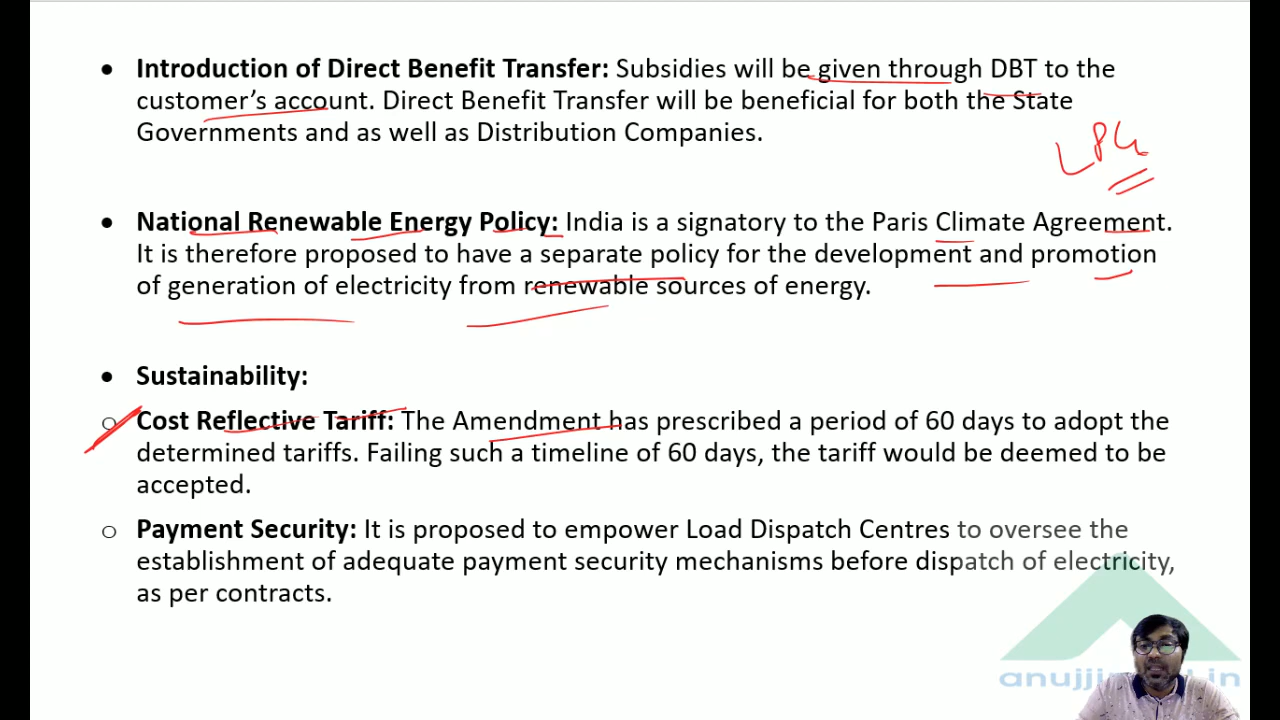 • Introduction of Direct Benefit Transfer: Subsidies will be given through DBT to the
customer's account. Direct Benefit Transfer will be beneficial for both the State
Governments and as well as Distribution Companies.
LPG
• National Renewable Energy Policy: India is a signatory to the Paris Climate Agreement.
It is therefore proposed to have a separate policy for the development and promotion
of generation of electricity from renewable sources of energy.
• Sustainability:
o Cost Reflective Tariff: The Amendment has prescribed a period of 60 days to adopt the
determined tariffs. Failing such a timeline of 60 days, the tariff would be deemed to be
accepted.
o Payment Security: It is proposed to empower Load Dispatch Centres to oversee the
establishment of adequate payment security mechanisms before dispatch of electricity,
as per contracts.